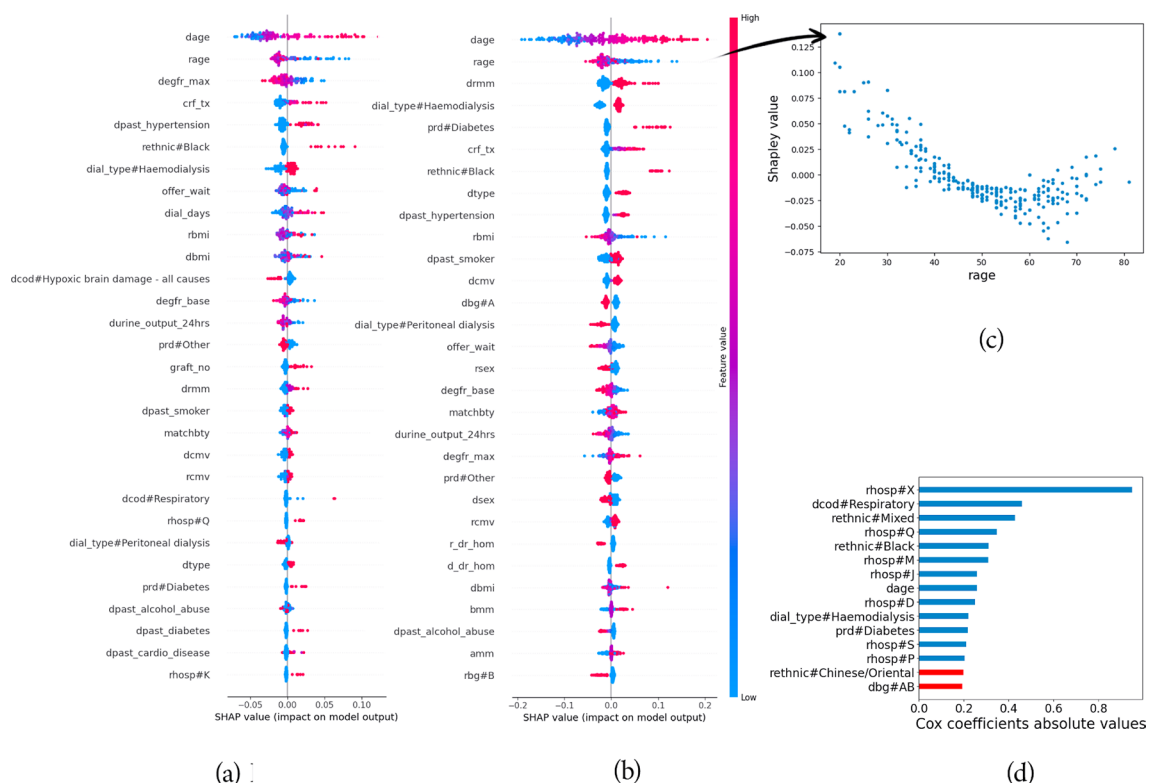 dage
rage
degfr_max
crf_tx
dpast_hypertension
rethnic#Black
dial_type#Haemodialysis
offer_wait
dial_days
rbmi
dbmi
dcod#Hypoxic brain damage - all causes
degfr_base
durine_output_24hrs
prd#Other
graft_no
drmm
dpast_smoker
matchbty
dcmv
rcmv
dcod#Respiratory
rhosp#Q
dial_type#Peritoneal dialysis
dtype
prd#Diabetes
dpast_alcohol_abuse
dpast_diabetes
dpast_cardio_disease
rhosp#K
−0.05 0.00 0.05 0.10
SHAP value (impact on model output)
(a)
dage
rage
drmm
dial_type#Haemodialysis
prd#Diabetes
crf_tx
rethnic#Black
dtype
dpast_hypertension
rbmi
dpast_smoker
dcmv
dbg#A
dial_type#Peritoneal dialysis
offer_wait
rsex
degfr_base
matchbty
durine_output_24hrs
degfr_max
prd#Other
dsex
rcmv
r_dr_hom
d_dr_hom
dbmi
bmm
dpast_alcohol_abuse
amm
rbg#B
−0.2 −0.1 0.0 0.1 0.2
SHAP value (impact on model output)
(b)
High
Feature value
Low
Shapley value
0.125
0.100
0.075
0.050
0.025
0.000
−0.025
−0.050
−0.075
20 30 40 50 60 70 80
rage
(c)
rhosp#X
dcod#Respiratory
rethnic#Mixed
rhosp#Q
rethnic#Black
rhosp#M
rhosp#J
dage
rhosp#D
dial_type#Haemodialysis
prd#Diabetes
rhosp#S
rhosp#P
rethnic#Chinese/Oriental
dbg#AB
0.0 0.2 0.4 0.6 0.8
Cox coefficients absolute values
(d)